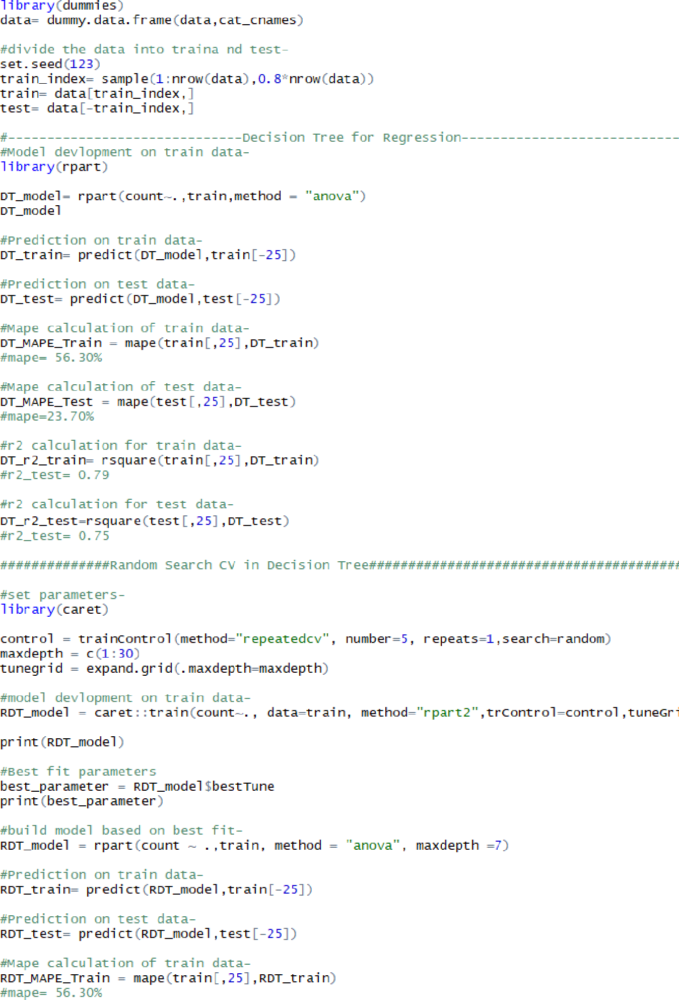 library(dummies)
data= dummy.data.frame(data,cat_cnames)
#divide the data into traina nd test-
set.seed(123)
train_index= sample(1:nrow(data),0.8*nrow(data))
train= data[train_index,]
test= data[-train_index,]
#------------------------------Decision Tree for Regression----------------------------
#Model devlopment on train data-
library(rpart)
DT_model= rpart(count~.,train,method = "anova")
DT_model
#Prediction on train data-
DT_train= predict(DT_model,train[-25])
#Prediction on test data-
DT_test= predict(DT_model,test[-25])
#Mape calculation of train data-
DT_MAPE_Train = mape(train[,25],DT_train)
#mape= 56.30%
#Mape calculation of test data-
DT_MAPE_Test = mape(test[,25],DT_test)
#mape=23.70%
#r2 calculation for train data-
DT_r2_train= rsquare(train[,25],DT_train)
#r2_test= 0.79
#r2 calculation for test data-
DT_r2_test=rsquare(test[,25],DT_test)
#r2_test= 0.75
##############Random Search CV in Decision Tree########################################
#set parameters-
library(caret)
control = trainControl(method="repeatedcv", number=5, repeats=1,search=random)
maxdepth = c(1:30)
tunegrid = expand.grid(.maxdepth=maxdepth)
#model devlopment on train data-
RDT_model = caret::train(count~., data=train, method="rpart2",trControl=control,tuneGri
print(RDT_model)
#Best fit parameters
best_parameter = RDT_model$bestTune
print(best_parameter)
#build model based on best fit-
RDT_model = rpart(count ~ .,train, method = "anova", maxdepth =7)
#Prediction on train data-
RDT_train= predict(RDT_model,train[-25])
#Prediction on test data-
RDT_test= predict(RDT_model,test[-25])
#Mape calculation of train data-
RDT_MAPE_Train = mape(train[,25],RDT_train)
#mape= 56.30%